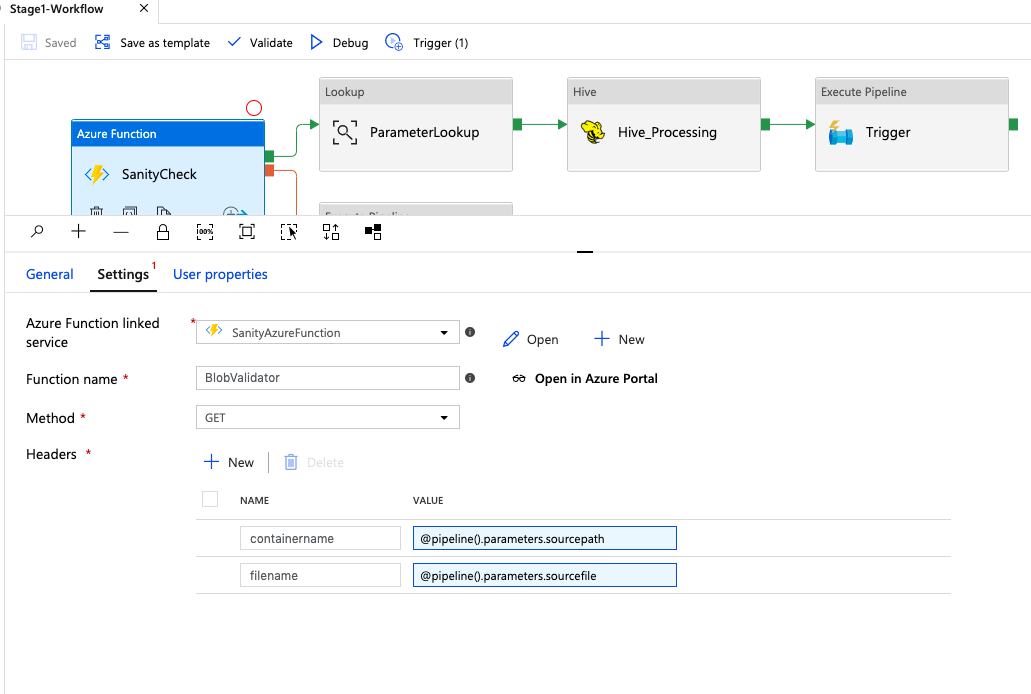 Stage1-Workflow
Saved Save as template Validate Debug Trigger (1)
Lookup Hive Execute Pipeline
Azure Function
ParameterLookup Hive_Processing Trigger
SanityCheck
Execute Pipeline
100%
General Settings 1 User properties
Azure Function linked * SanityAzureFunction
service
Open New
Function name * BlobValidator Open in Azure Portal
Method * GET
Headers *
New Delete
NAME VALUE
containername @pipeline().parameters.sourcepath
filename @pipeline().parameters.sourcefile